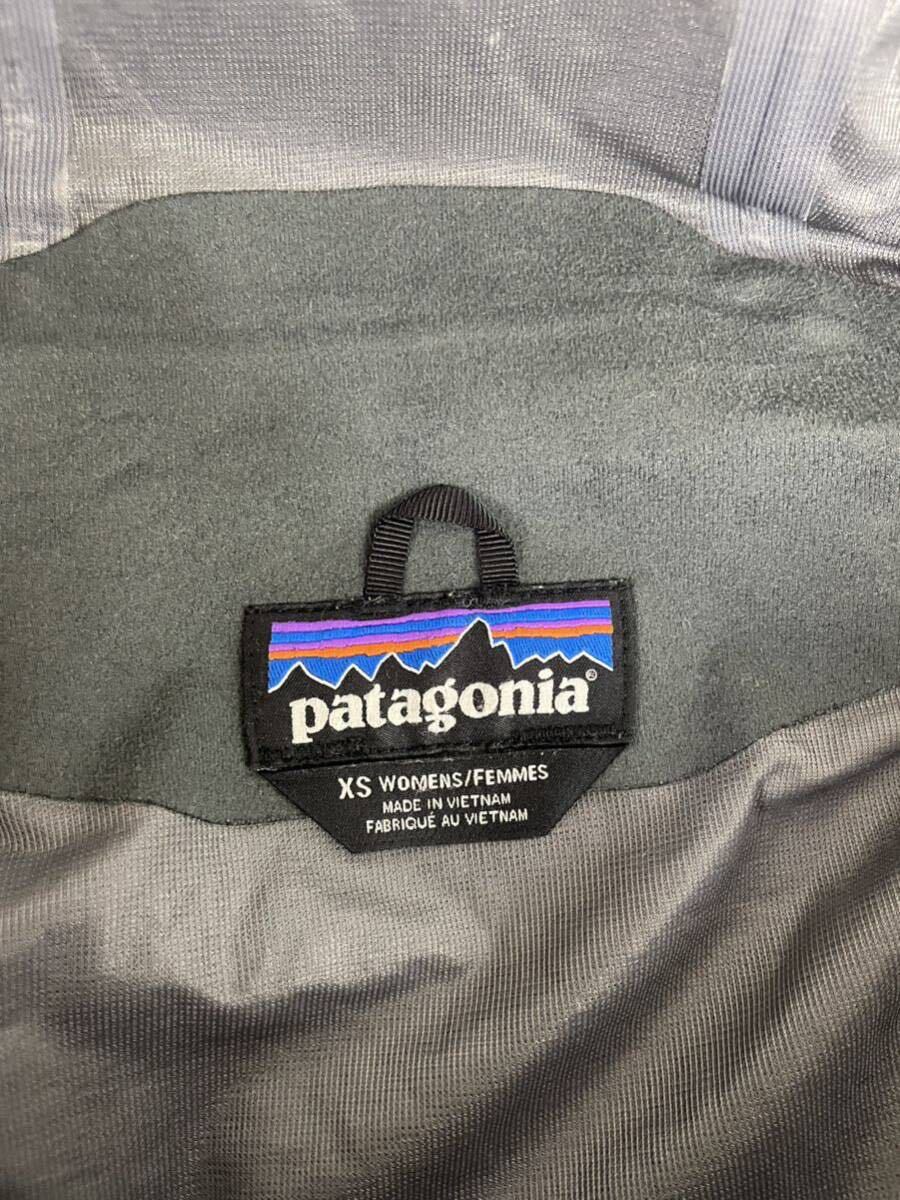 patagonia®
XS WOMENS/FEMMES
MADE IN VIETNAM
FABRIQUÉ AU VIETNAM